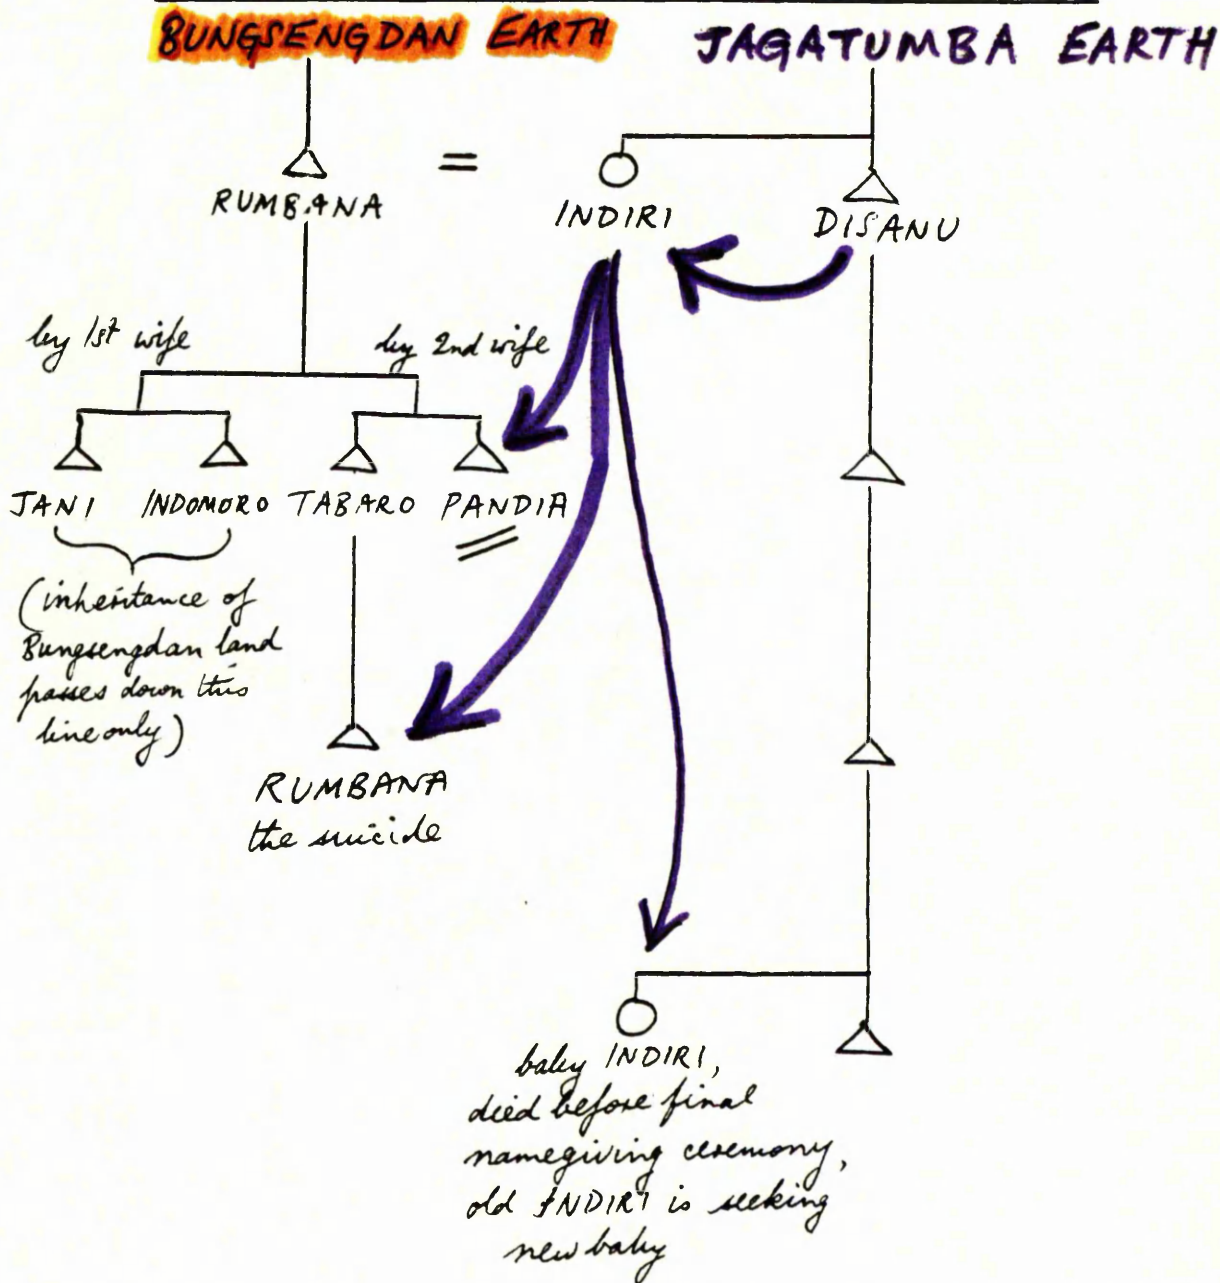 BUNGSENGDAN EARTH
JAGATUMBA EARTH
=
RUMBANA
INDIRI
DISANU
by 1st wife
by 2nd wife
JANI
INDOMORO
TABARO
PANDIA
=
(inheritance of
Bungsengdan land
passes down this
line only)
RUMBANA
the suicide
baby INDIRI,
died before final
namegiving ceremony,
old INDIRI is seeking
new baby